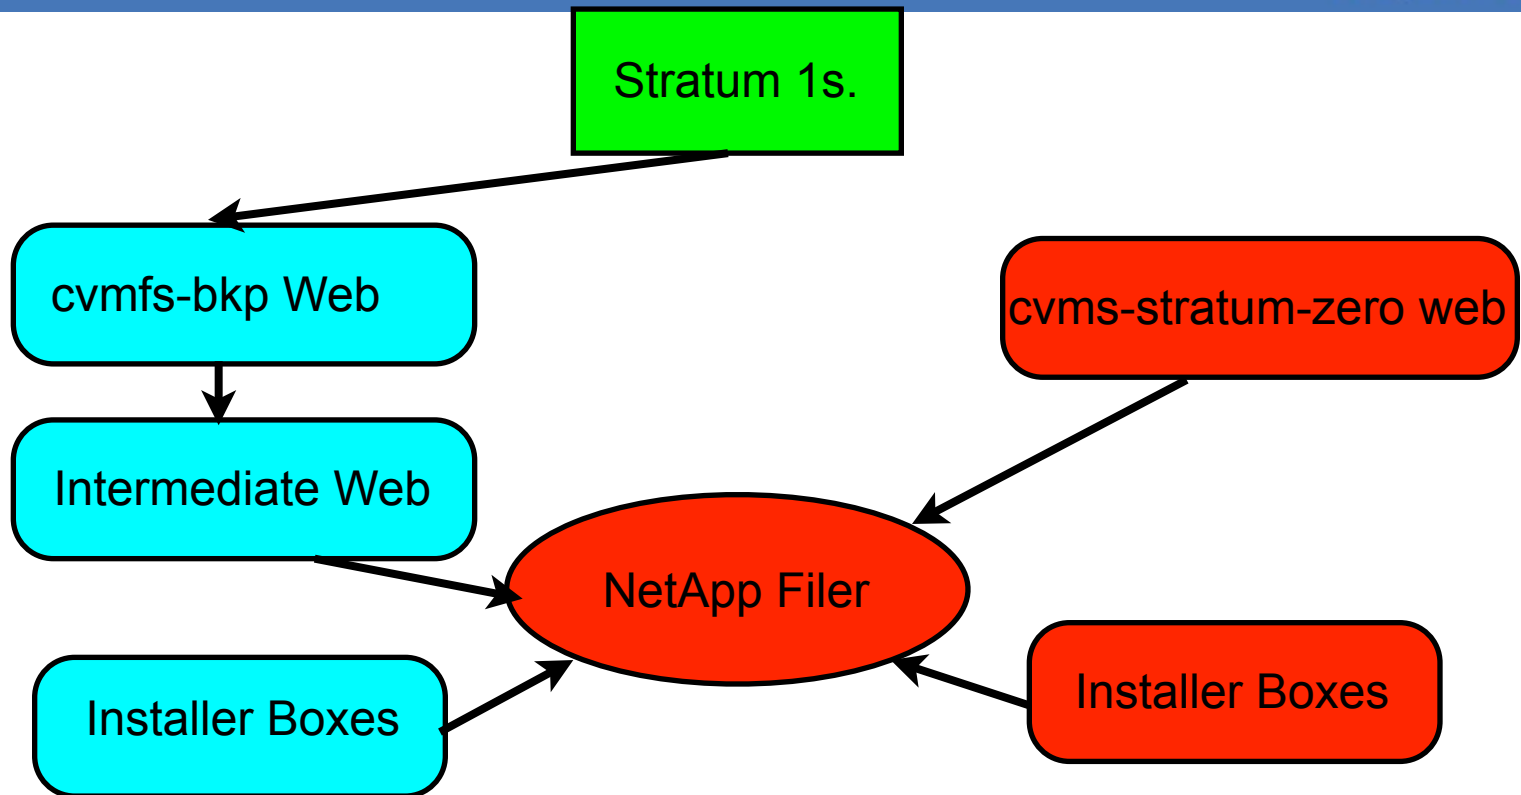 Stratum 1s.
cvmfs-bkp Web
cvms-stratum-zero web
Intermediate Web
NetApp Filer
Installer Boxes
Installer Boxes